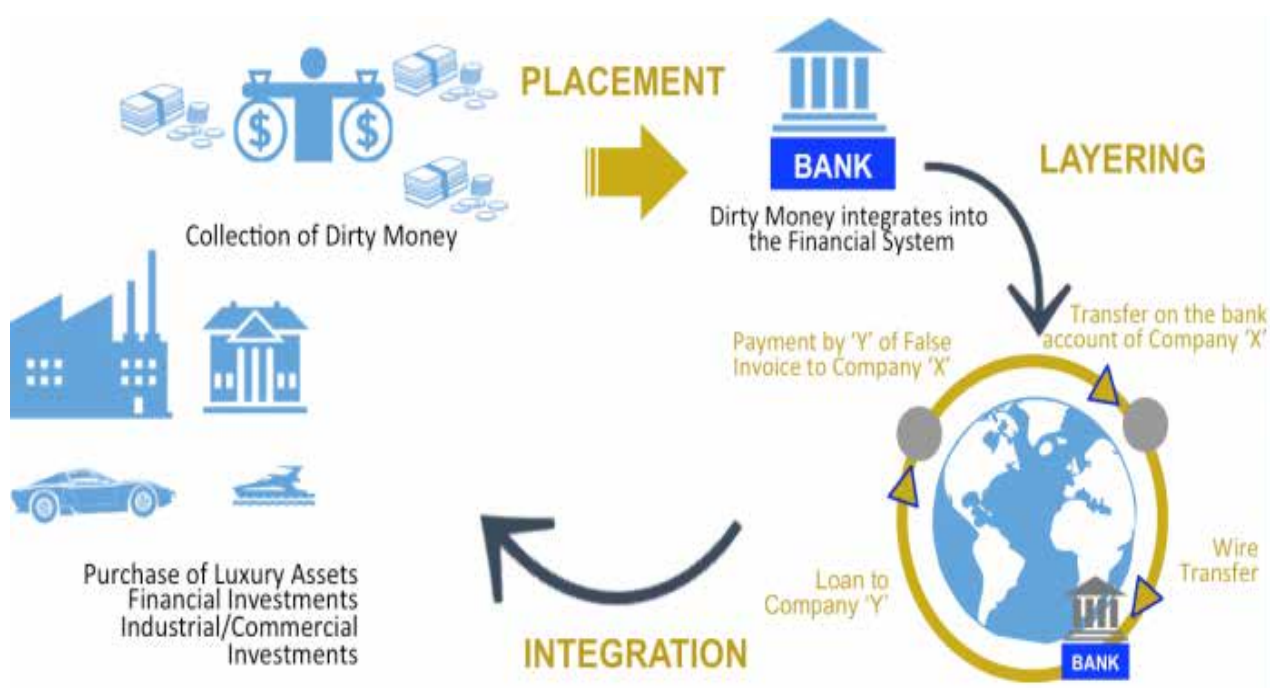 PLACEMENT
$ $
BANK
LAYERING
Collection of Dirty Money
Dirty Money integrates into
the Financial System
Transfer on the bank
account of Company 'X'
Payment by 'Y' of False
Invoice to Company 'X'
Wire
Transfer
Loan to
Company 'Y'
BANK
INTEGRATION
Purchase of Luxury Assets
Financial Investments
Industrial/Commercial
Investments